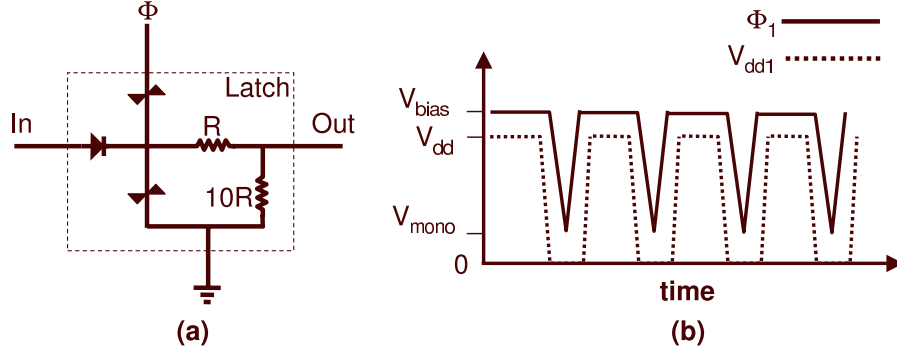 Φ
Latch
In
R
Out
10R
(a)
Φ1
Vdd1
Vbias
Vdd
Vmono
0
time
(b)